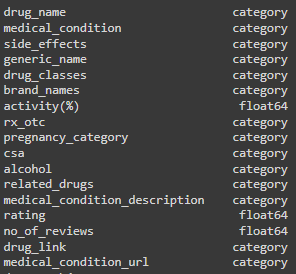 drug_name category
medical_condition category
side_effects category
generic_name category
drug_classes category
brand_names category
activity(%) float64
rx_otc category
pregnancy_category category
csa category
alcohol category
related_drugs category
medical_condition_description category
rating float64
no_of_reviews float64
drug_link category
medical_condition_url category